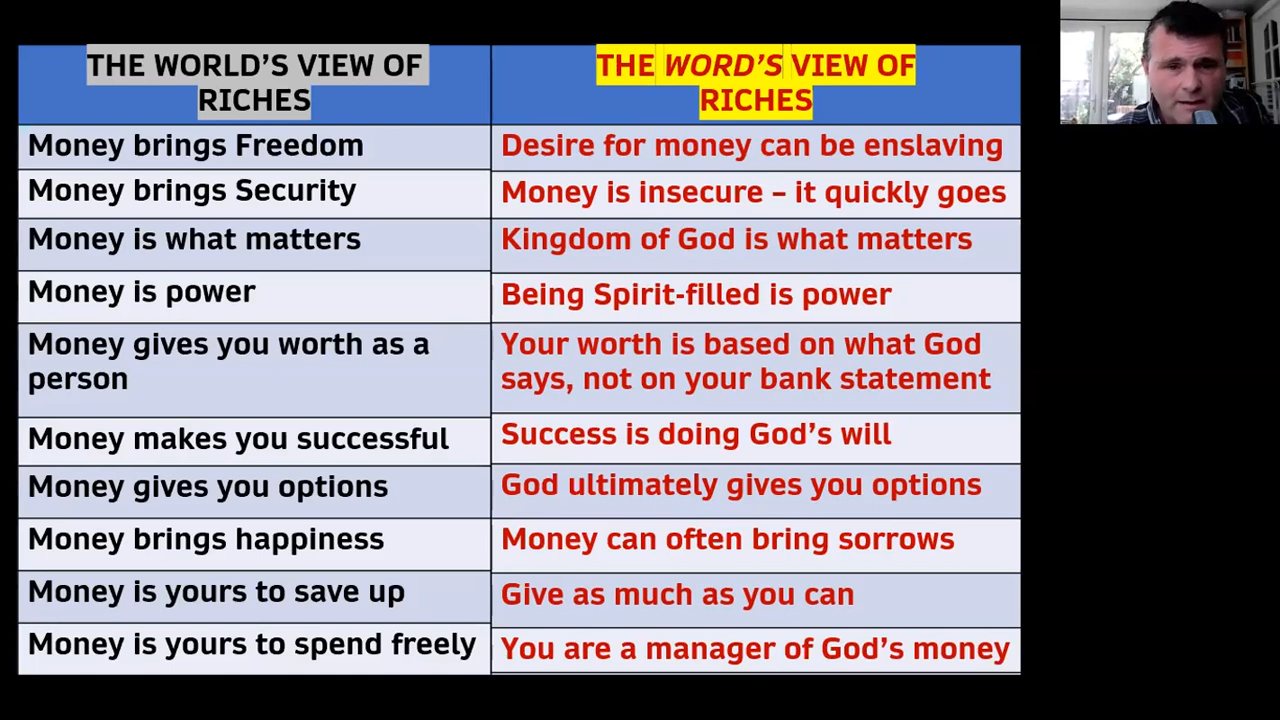 THE WORLD'S VIEW OF
RICHES
THE WORD'S VIEW OF
RICHES
Money brings Freedom
Desire for money can be enslaving
Money brings Security
Money is insecure – it quickly goes
Money is what matters
Kingdom of God is what matters
Money is power
Being Spirit-filled is power
Money gives you worth as a
person
Your worth is based on what God
says, not on your bank statement
Money makes you successful
Success is doing God's will
Money gives you options
God ultimately gives you options
Money brings happiness
Money can often bring sorrows
Money is yours to save up
Give as much as you can
Money is yours to spend freely
You are a manager of God's money